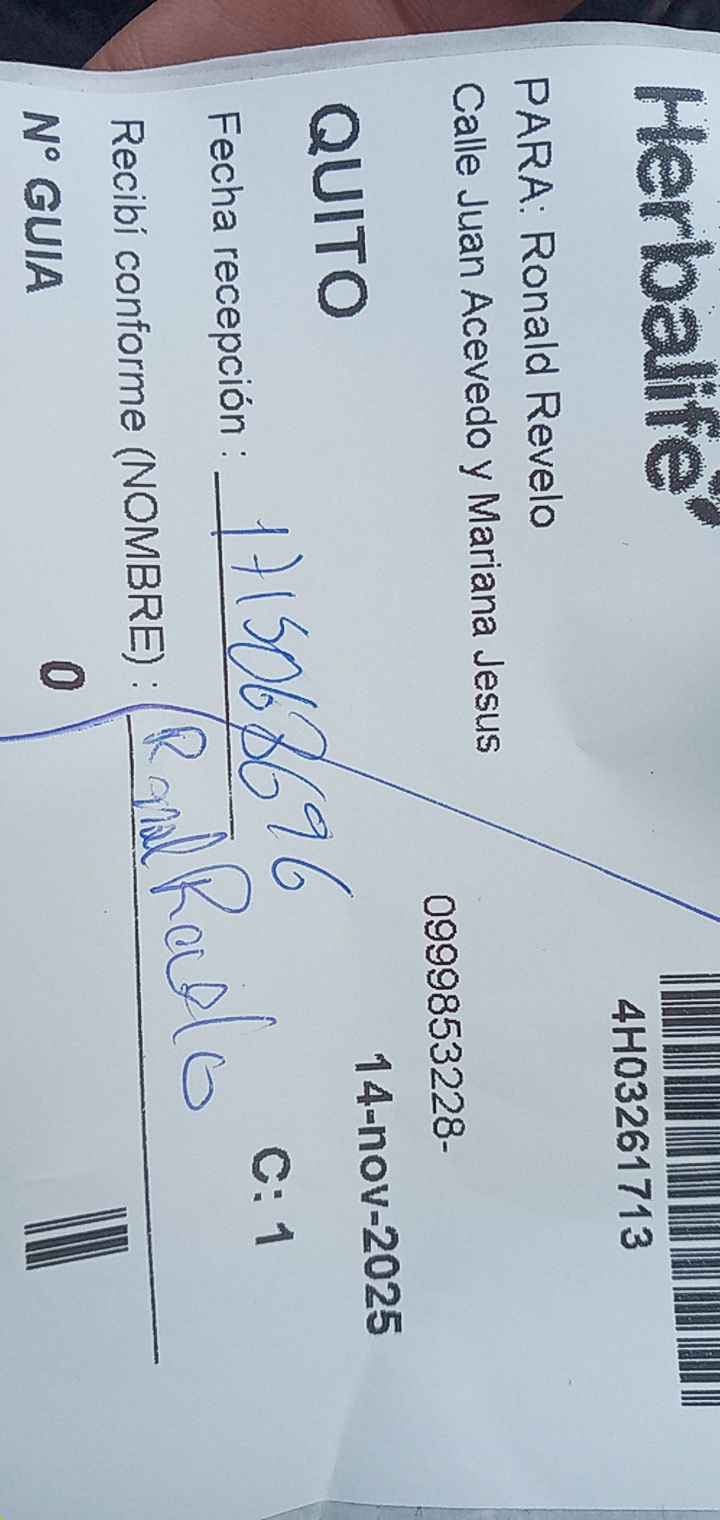 Herbalife
4H03261713
PARA: Ronald Revelo
Calle Juan Acevedo y Mariana Jesus
0999853228-
QUITO
14-nov-2025
Fecha recepción : 1715068696
C: 1
Recibí conforme (NOMBRE) : Ronald Revelo
N° GUIA 0